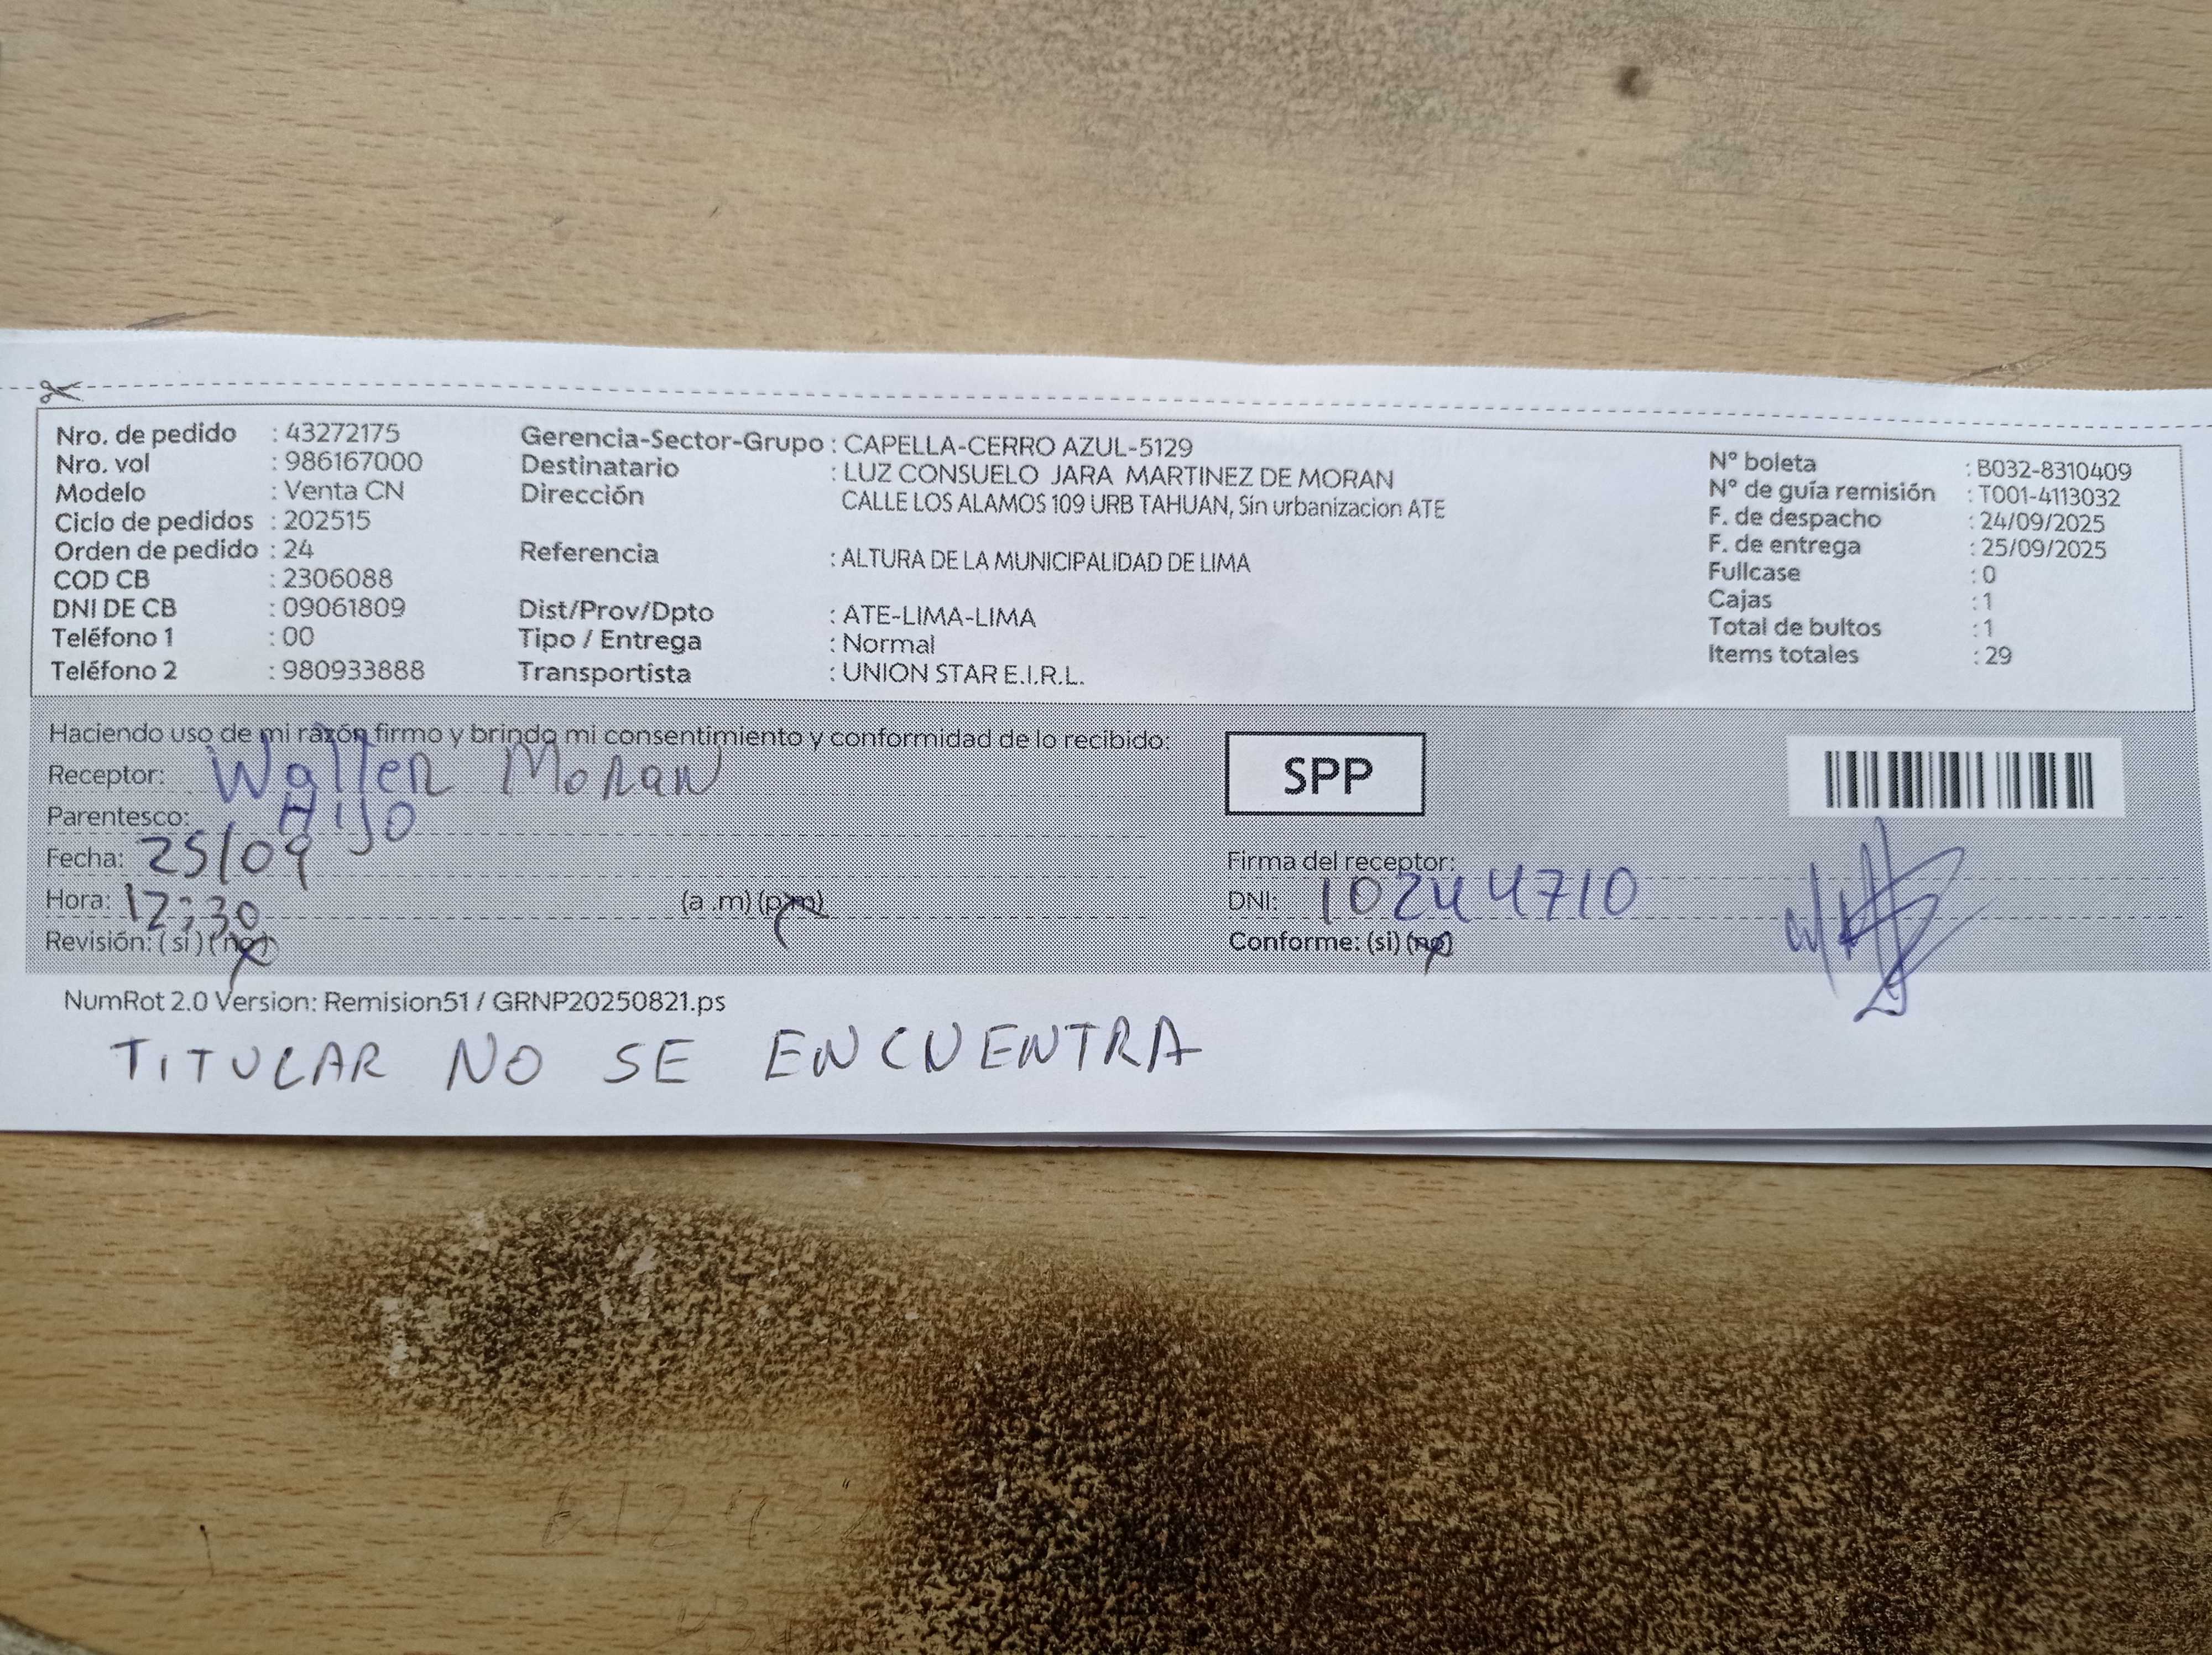 Nro. de pedido : 43272175
Nro. vol : 986167000
Modelo : Venta CN
Ciclo de pedidos : 202515
Orden de pedido : 24
COD CB : 2306088
DNI DE CB : 09061809
Teléfono 1 : 00
Teléfono 2 : 980933888
Gerencia-Sector-Grupo : CAPELLA-CERRO AZUL-5129
Destinatario : LUZ CONSUELO JARA MARTINEZ DE MORAN
Dirección CALLE LOS ALAMOS 109 URB TAHUAN, Sin urbanizacion ATE
Referencia : ALTURA DE LA MUNICIPALIDAD DE LIMA
Dist/Prov/Dpto : ATE-LIMA-LIMA
Tipo / Entrega : Normal
Transportista : UNION STAR E.I.R.L.
N° boleta : B032-8310409
N° de guía remisión : T001-4113032
F. de despacho : 24/09/2025
F. de entrega : 25/09/2025
Fullcase : 0
Cajas : 1
Total de bultos : 1
Items totales : 29
Haciendo uso de mi razón firmo y brindo mi consentimiento y conformidad de lo recibido:
Receptor: Walter Moran
Parentesco: HIJO
Fecha: 25/09
Hora: 12:30 (a .m) (p.m)
Revisión: (si) (no)
SPP
Firma del receptor:
DNI: 10244710
Conforme: (si) (no)
NumRot 2.0 Version: Remision51 / GRNP20250821.ps
TITULAR NO SE ENCUENTRA